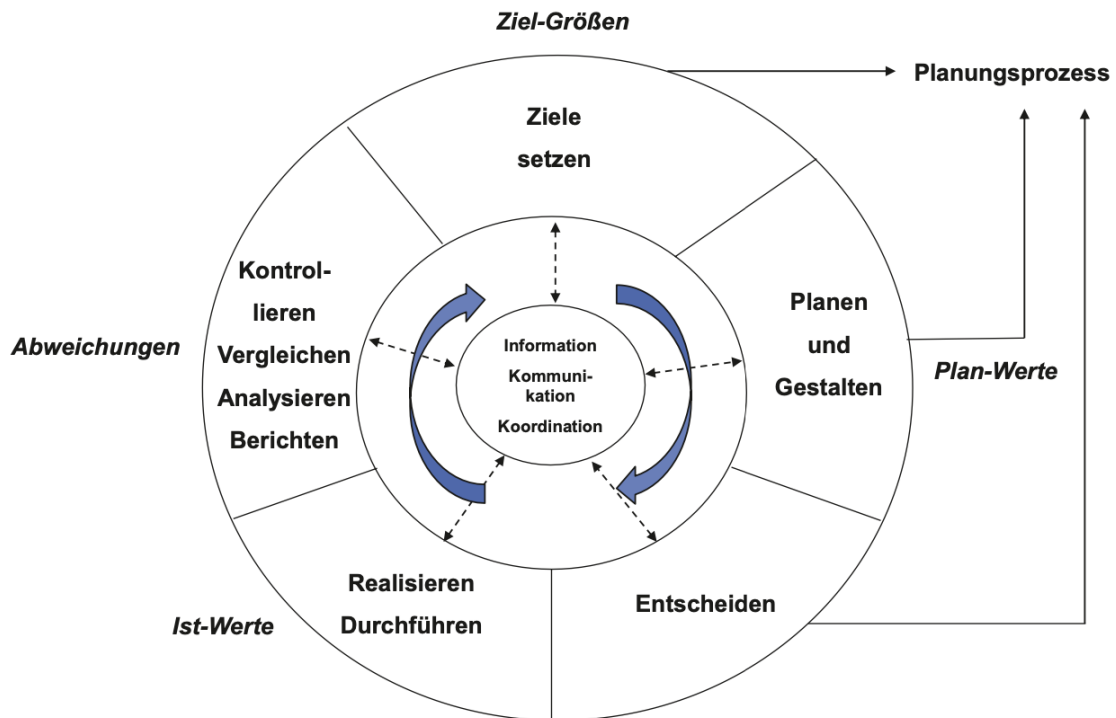 Ziel-Größen
Planungsprozess
Ziele
setzen
Kontrol-
lieren
Vergleichen
Analysieren
Berichten
Abweichungen
Information
Kommuni-
kation
Koordination
Planen
und
Gestalten
Plan-Werte
Realisieren
Durchführen
Ist-Werte
Entscheiden